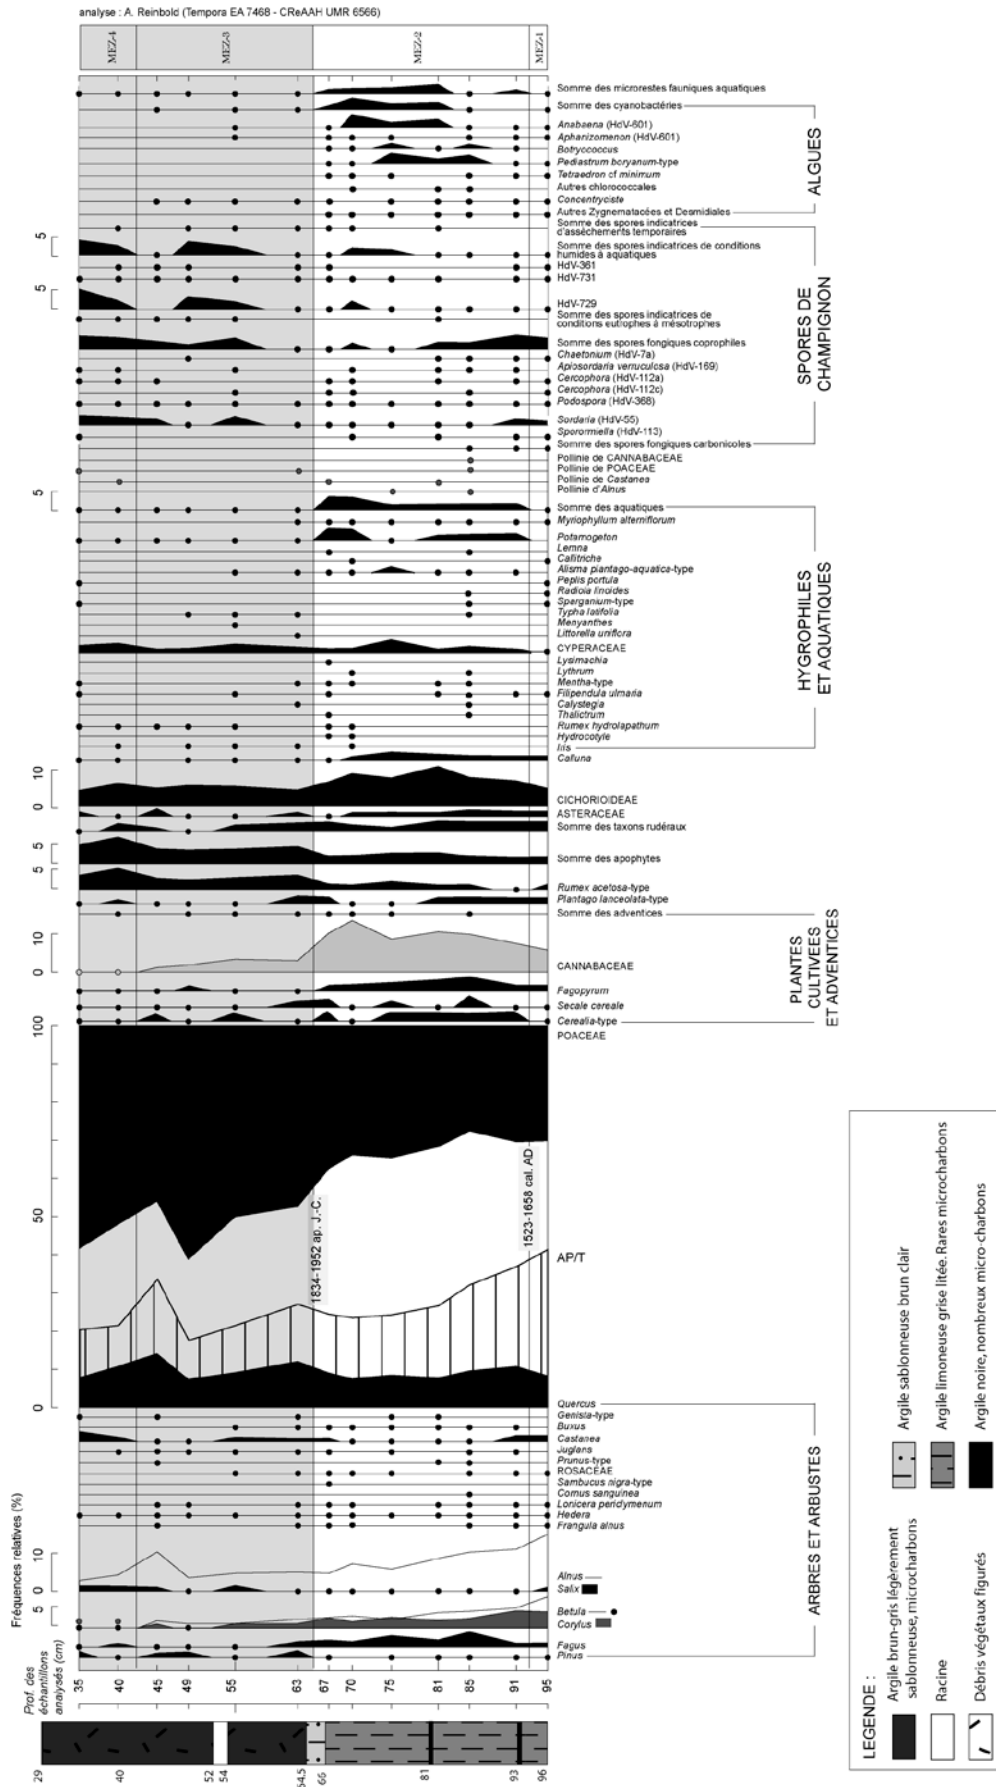 analyse : A. Reinbold (Tempora EA 7468 - CReAAH UMR 6566)
MEZ-4
MEZ-3
MEZ-2
MEZ-1
Somme des microrestes fauniques aquatiques
Somme des cyanobactéries
Anabaena (HdV-601)
Aphanizomenon (HdV-601)
Botryococcus
Pediastrum boryanum-type
Tetraedron cf minimum
Autres chlorococcales
Concentryciste
Autres Zygnematacées et Desmidiales
ALGUES
Somme des spores indicatrices
d'assèchements temporaires
5
Somme des spores indicatrices de conditions
humides à aquatiques
HdV-361
HdV-731
5
HdV-729
Somme des spores indicatrices de
conditions eutrophes à mésotrophes
Somme des spores fongiques coprophiles
Chaetonium (HdV-7a)
Apiosordaria verruculosa (HdV-169)
Cercophora (HdV-112a)
Cercophora (HdV-112c)
Podospora (HdV-368)
Sordaria (HdV-55)
Sporormiella (HdV-113)
Somme des spores fongiques carbonicoles
SPORES DE
CHAMPIGNON
Pollinie de CANNABACEAE
Pollinie de POACEAE
Pollinie de Castanea
Pollinie d'Alnus
5
Somme des aquatiques
Myriophyllum alterniflorum
Potamogeton
Lemna
Callitriche
Alisma plantago-aquatica-type
Peplis portula
Radiola linoides
Sparganium-type
Typha latifolia
Menyanthes
Littorella uniflora
CYPERACEAE
Lysimachia
Lythrum
Mentha-type
Filipendula ulmaria
Calystegia
Thalictrum
Rumex hydrolapathum
Hydrocotyle
Iris
HYGROPHILES
ET AQUATIQUES
Calluna
10
0
CICHORIOIDEAE
ASTERACEAE
Somme des taxons rudéraux
5
Somme des apophytes
5
Rumex acetosa-type
Plantago lanceolata-type
Somme des adventices
10
0
CANNABACEAE
Fagopyrum
Secale cereale
Cerealia-type
PLANTES
CULTIVEES
ET ADVENTICES
100
POACEAE
50
1834-1952 ap. J.-C.
1523-1658 cal. AD
AP/T
0
Quercus
Genista-type
Buxus
Castanea
Juglans
Prunus-type
ROSACEAE
Sambucus nigra-type
Cornus sanguinea
Lonicera periclymenum
Hedera
Frangula alnus
10
0
Alnus
Salix
5
Betula
Corylus
Fagus
Pinus
ARBRES ET ARBUSTES
Fréquences relatives (%)
Prof. des
échantillons
analysés (cm)
35
40
45
49
55
63
67
70
75
81
85
91
95
29
40
52
54
64.5
66
81
93
96
LEGENDE :
Argile brun-gris légèrement
sablonneuse, microcharbons
Racine
Débris végétaux figurés
Argile sablonneuse brun clair
Argile limoneuse grise litée. Rares microcharbons
Argile noire, nombreux micro-charbons